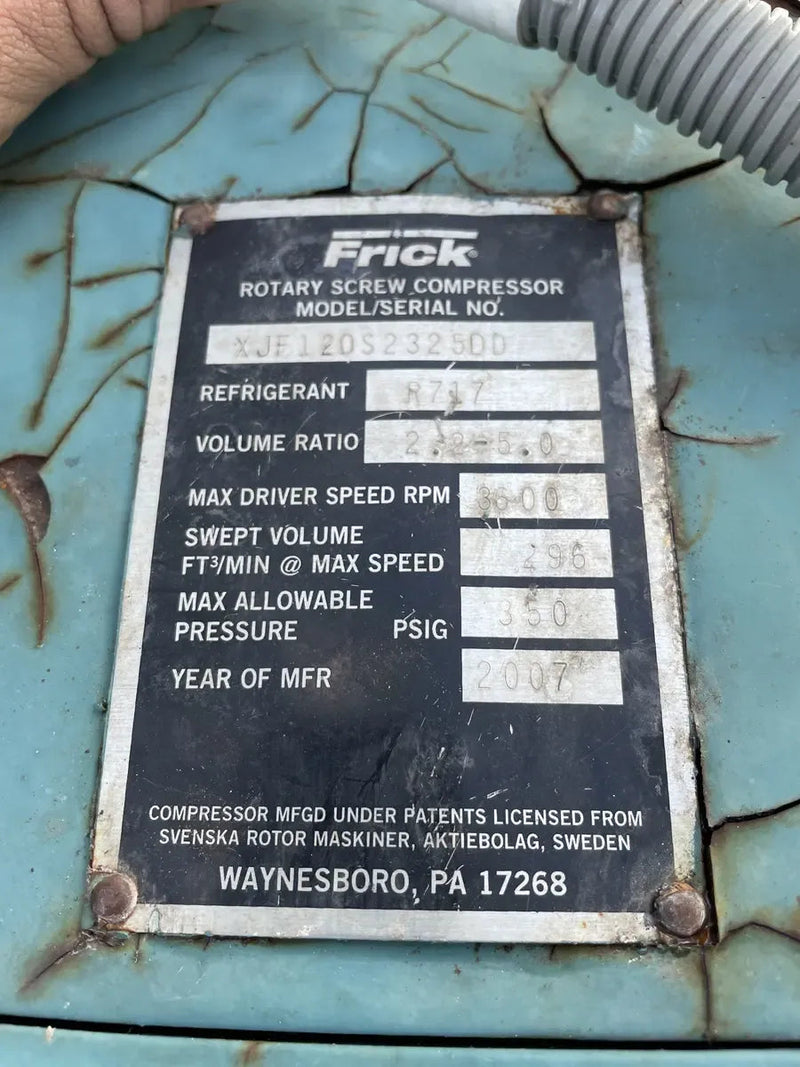 Frick®
ROTARY SCREW COMPRESSOR
MODEL/SERIAL NO.
XJF120S2325DD
REFRIGERANT R717
VOLUME RATIO 2.2-5.0
MAX DRIVER SPEED RPM 3600
SWEPT VOLUME
FT³/MIN @ MAX SPEED 296
MAX ALLOWABLE
PRESSURE PSIG 350
YEAR OF MFR 2007
COMPRESSOR MFGD UNDER PATENTS LICENSED FROM
SVENSKA ROTOR MASKINER, AKTIEBOLAG, SWEDEN
WAYNESBORO, PA 17268